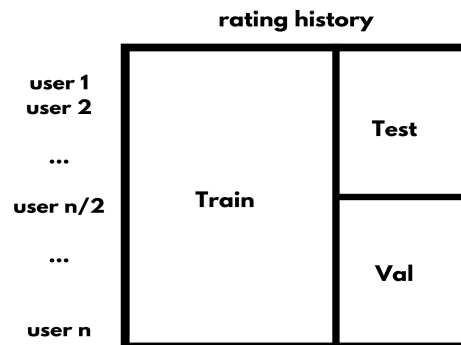 rating history
user 1
user 2
...
user n/2
...
user n
Train
Test
Val